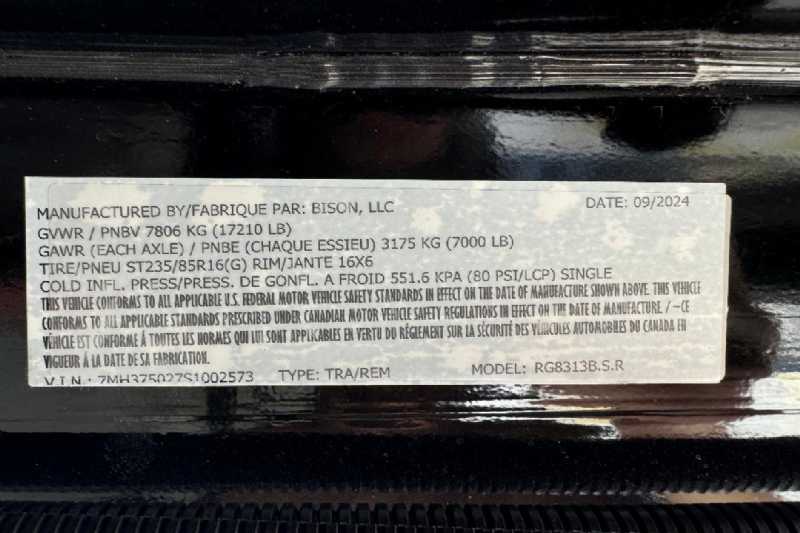 MANUFACTURED BY/FABRIQUE PAR: BISON, LLC DATE: 09/2024
GVWR / PNBV 7806 KG (17210 LB)
GAWR (EACH AXLE) / PNBE (CHAQUE ESSIEU) 3175 KG (7000 LB)
TIRE/PNEU ST235/85R16(G) RIM/JANTE 16X6
COLD INFL. PRESS/PRESS. DE GONFL. A FROID 551.6 KPA (80 PSI/LCP) SINGLE
THIS VEHICLE CONFORMS TO ALL APPLICABLE U.S. FEDERAL MOTOR VEHICLE SAFETY STANDARDS IN EFFECT ON THE DATE OF MANUFACTURE SHOWN ABOVE. THIS VEHICLE
CONFORMS TO ALL APPLICABLE STANDARDS PRESCRIBED UNDER CANADIAN MOTOR VEHICLE SAFETY REGULATIONS IN EFFECT ON THE DATE OF MANUFACTURE. / -CE
VÉHICLE EST CONFORME À TOUTES LES NORMES QUI LUI SONT APPLICABLES EN VERTU DU RÉGLEMENT SUR LA SÉCURITÉ DES VÉHICULES AUTOMOBILES DU CANADA EN
VIGUEUR À LA DATE DE SA FABRICATION.
V.I.N.: 7MH375027S1002573 TYPE: TRA/REM MODEL: RG8313B.S.R